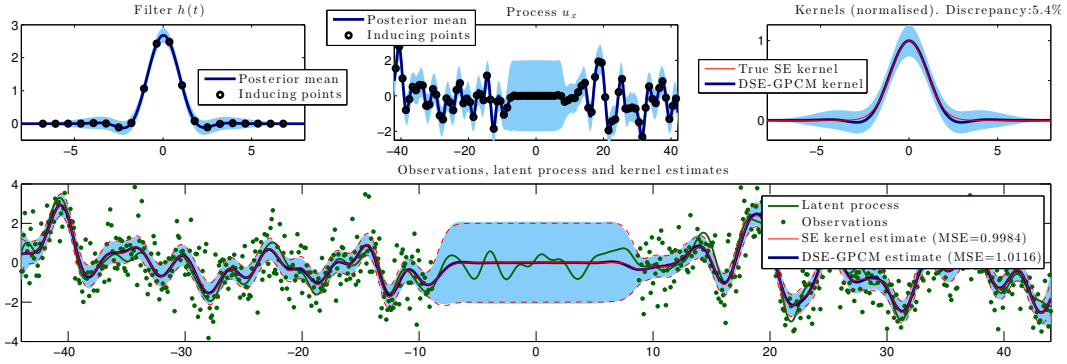 Filter h(t)
Process u_x
Kernels (normalised). Discrepancy:5.4%
3
2
1
0
−5
0
5
Posterior mean
Inducing points
2
0
−2
−40
−20
0
20
40
Posterior mean
Inducing points
1
0
−5
0
5
True SE kernel
DSE-GPCM kernel
Observations, latent process and kernel estimates
4
2
0
−2
−4
−40
−30
−20
−10
0
10
20
30
40
Latent process
Observations
SE kernel estimate (MSE=0.9984)
DSE-GPCM estimate (MSE=1.0116)